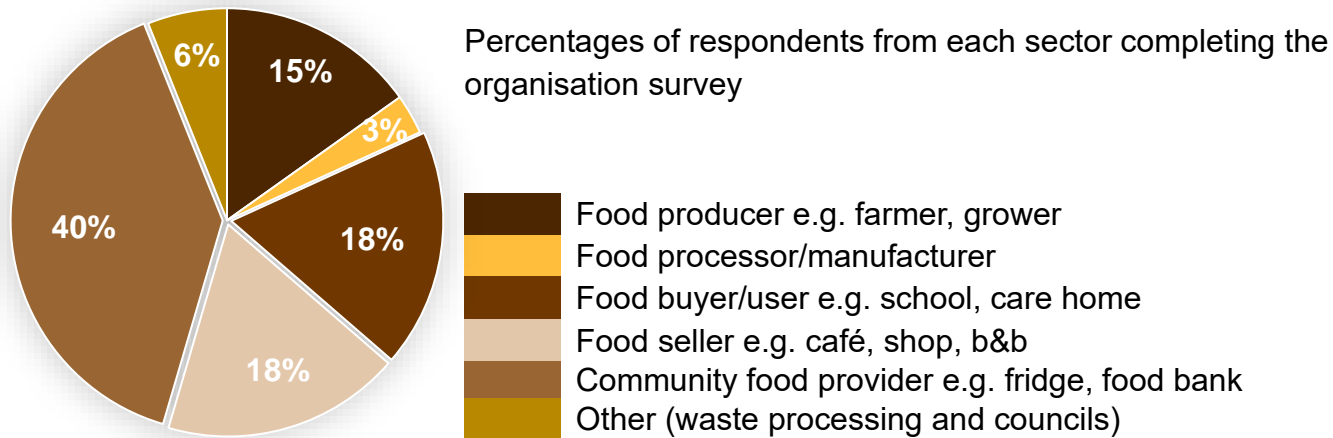 Percentages of respondents from each sector completing the
organisation survey
6%
15%
3%
18%
18%
40%
Food producer e.g. farmer, grower
Food processor/manufacturer
Food buyer/user e.g. school, care home
Food seller e.g. café, shop, b&b
Community food provider e.g. fridge, food bank
Other (waste processing and councils)